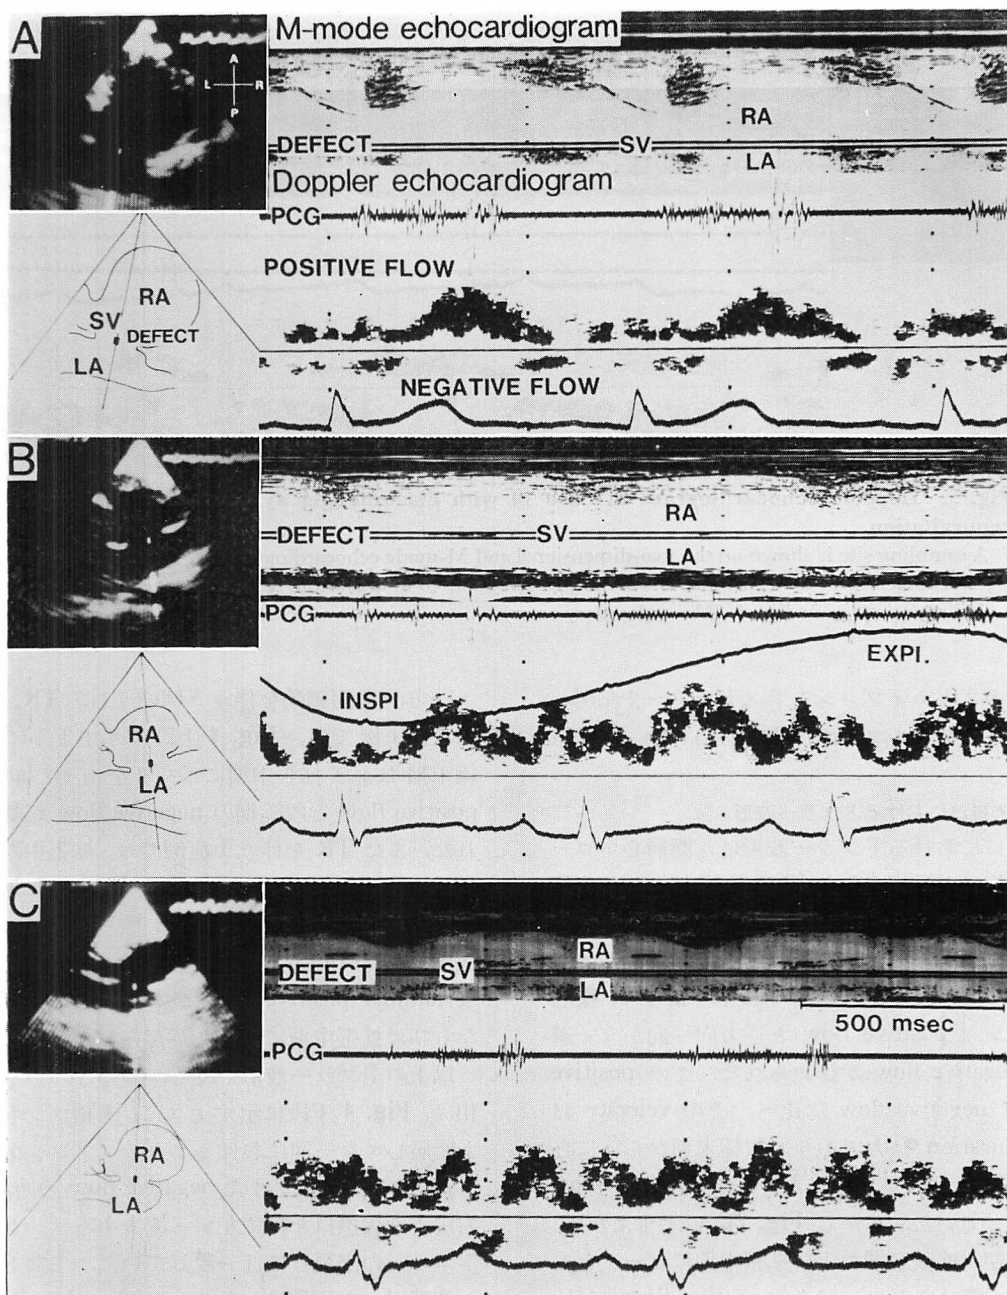 A
M-mode echocardiogram
A
L R
P
RA
DEFECT SV
LA
Doppler echocardiogram
PCG
POSITIVE FLOW
RA
SV
DEFECT
LA
NEGATIVE FLOW
B
RA
DEFECT SV
LA
PCG
EXPI.
INSPI
RA
LA
C
RA
DEFECT SV
LA
500 msec
PCG
RA
LA